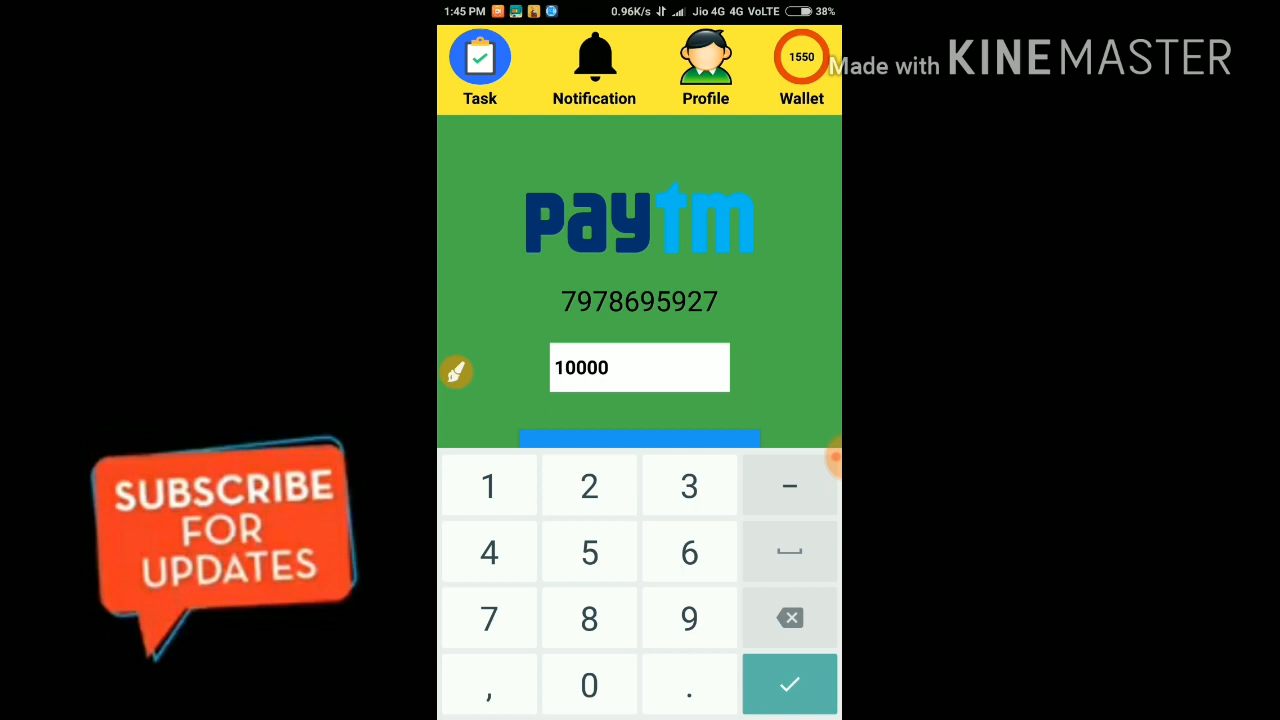 1:45 PM 0.96K/s Jio 4G 4G VoLTE 38%
Made with KINEMASTER
1550
Task Notification Profile Wallet
paytm
7978695927
10000
SUBSCRIBE
FOR
UPDATES
1 2 3 -
4 5 6
7 8 9
, 0 .